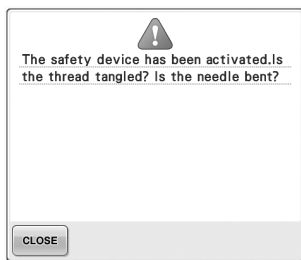 The safety device has been activated.Is
the thread tangled? Is the needle bent?
CLOSE